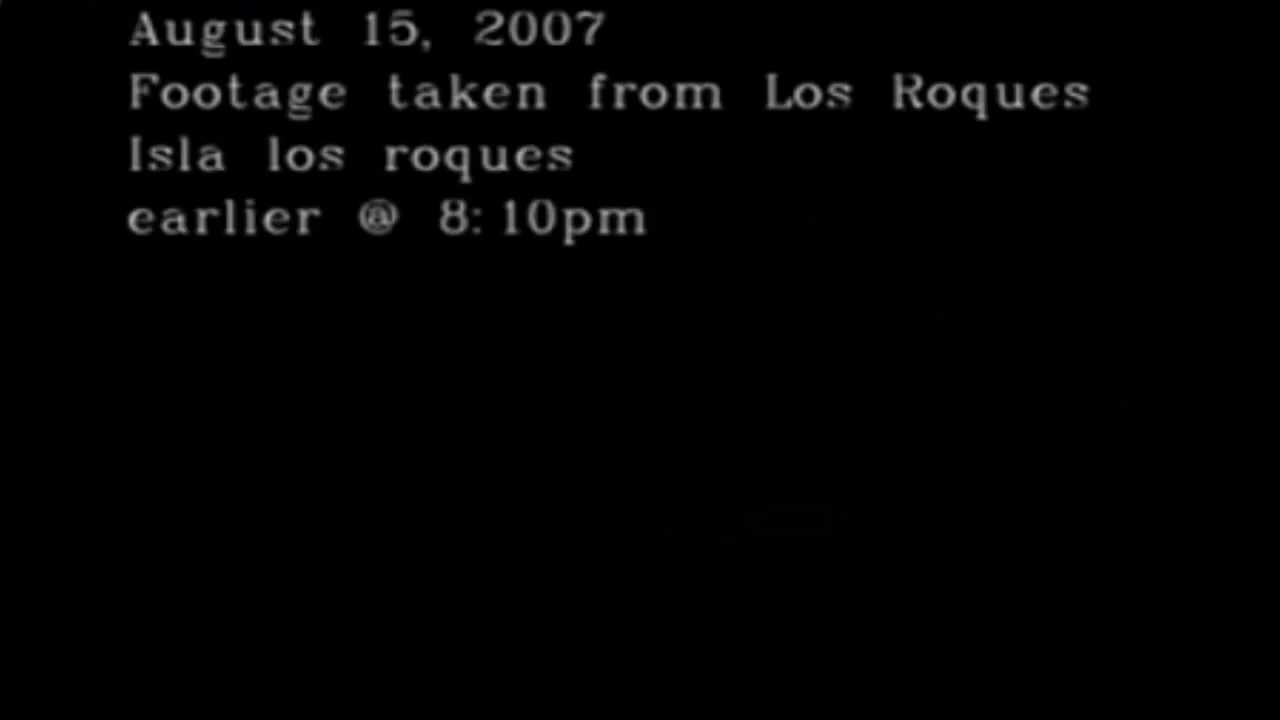 August 15, 2007
Footage taken from Los Roques
Isla los roques
earlier @ 8:10pm